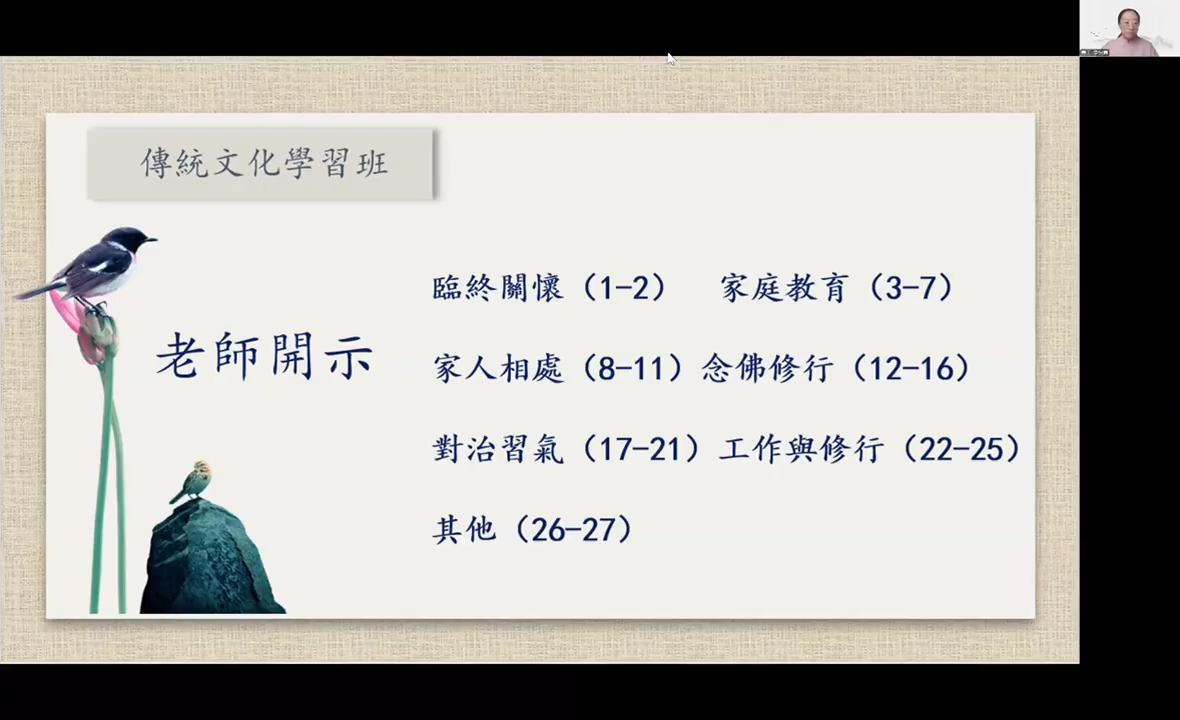 傳統文化學習班
老師開示
臨終關懷（1-2） 家庭教育（3-7）
家人相處（8-11）念佛修行（12-16）
對治習氣（17-21）工作與修行（22-25）
其他（26-27）